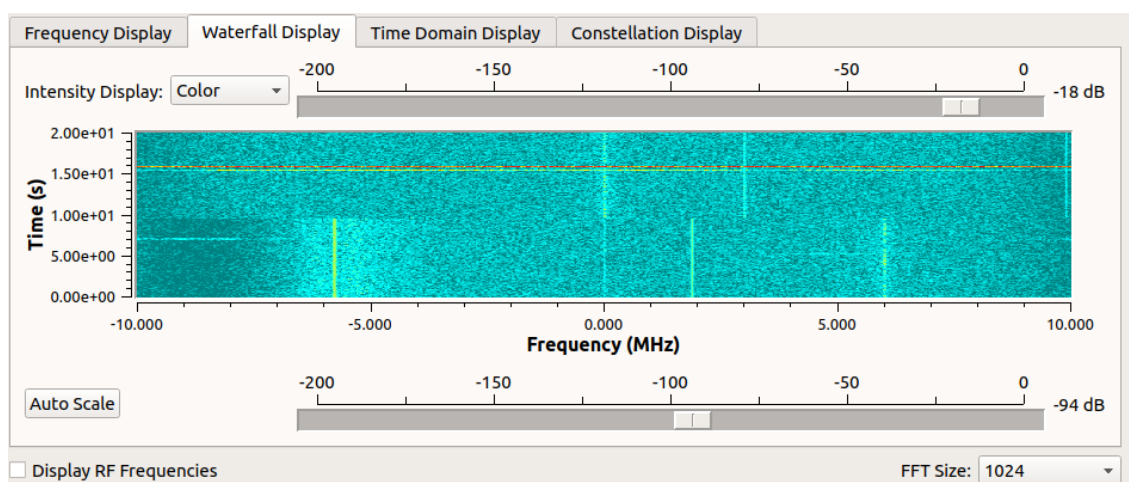 Frequency Display Waterfall Display Time Domain Display Constellation Display
-200 -150 -100 -50 0
Intensity Display: Color -18 dB
2.00e+01
1.50e+01
1.00e+01
5.00e+00
0.00e+00
Time (s)
-10.000 -5.000 0.000 5.000 10.000
Frequency (MHz)
-200 -150 -100 -50 0
Auto Scale -94 dB
Display RF Frequencies FFT Size: 1024